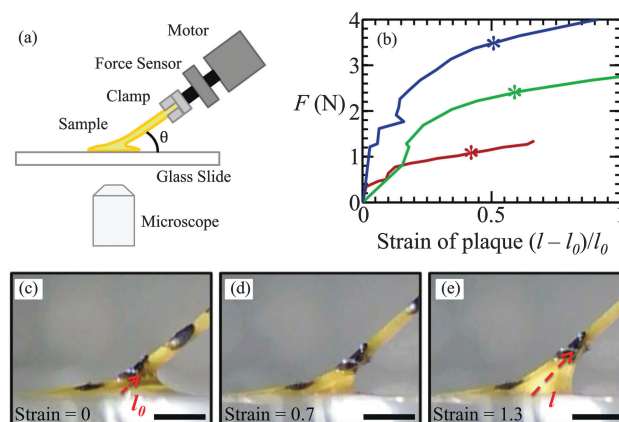 (a)
Motor
Force Sensor
Clamp
Sample
θ
Glass Slide
Microscope
(b)
F (N)
4
3
2
1
0
0
0.5
1
Strain of plaque (l – l0)/l0
(c)
l0
Strain = 0
(d)
Strain = 0.7
(e)
l
Strain = 1.3